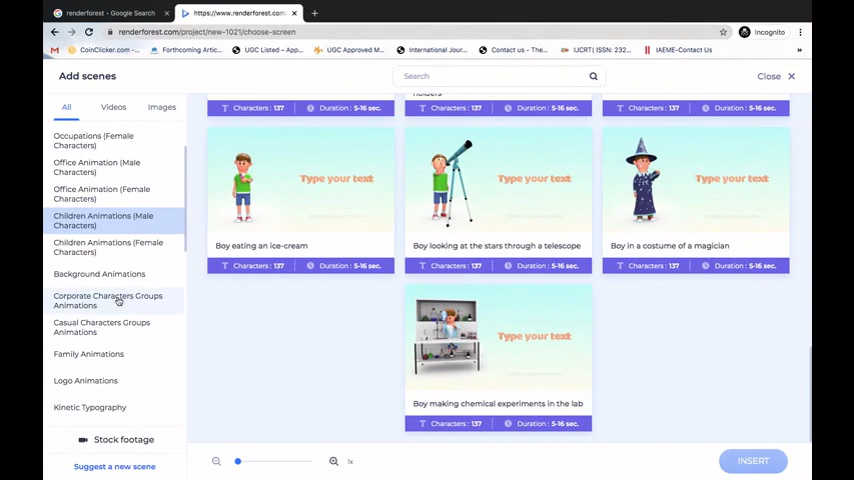 renderforest - Google Search
https://www.renderforest.com/p
renderforest.com/project/new-1021/choose-screen
Incognito
CoinClicker.com -...
Forthcoming Artic...
UGC Listed – App...
UGC Approved M...
International Jour...
Contact us - The...
IJCRT( ISSN: 232...
IAEME-Contact Us
Add scenes
Search
Close
All
Videos
Images
Occupations (Female
Characters)
Office Animation (Male
Characters)
Office Animation (Female
Characters)
Children Animations (Male
Characters)
Children Animations (Female
Characters)
Background Animations
Corporate Characters Groups
Animations
Casual Characters Groups
Animations
Family Animations
Logo Animations
Kinetic Typography
Stock footage
Suggest a new scene
Characters : 137
Duration : 5-16 sec.
holders
Characters : 137
Duration : 5-16 sec.
Characters : 137
Duration : 5-16 sec.
Type your text
Boy eating an ice-cream
Characters : 137
Duration : 5-16 sec.
Type your text
Boy looking at the stars through a telescope
Characters : 137
Duration : 5-16 sec.
Type your text
Boy in a costume of a magician
Characters : 137
Duration : 5-16 sec.
Type your text
Boy making chemical experiments in the lab
Characters : 137
Duration : 5-16 sec.
1x
INSERT